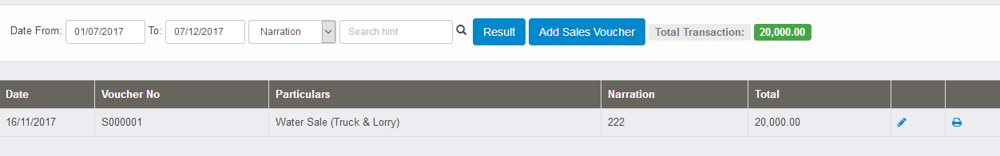 Date From: 01/07/2017 To: 07/12/2017 Narration Search hint Result Add Sales Voucher Total Transaction: 20,000.00
Date Voucher No Particulars Narration Total
16/11/2017 S000001 Water Sale (Truck & Lorry) 222 20,000.00